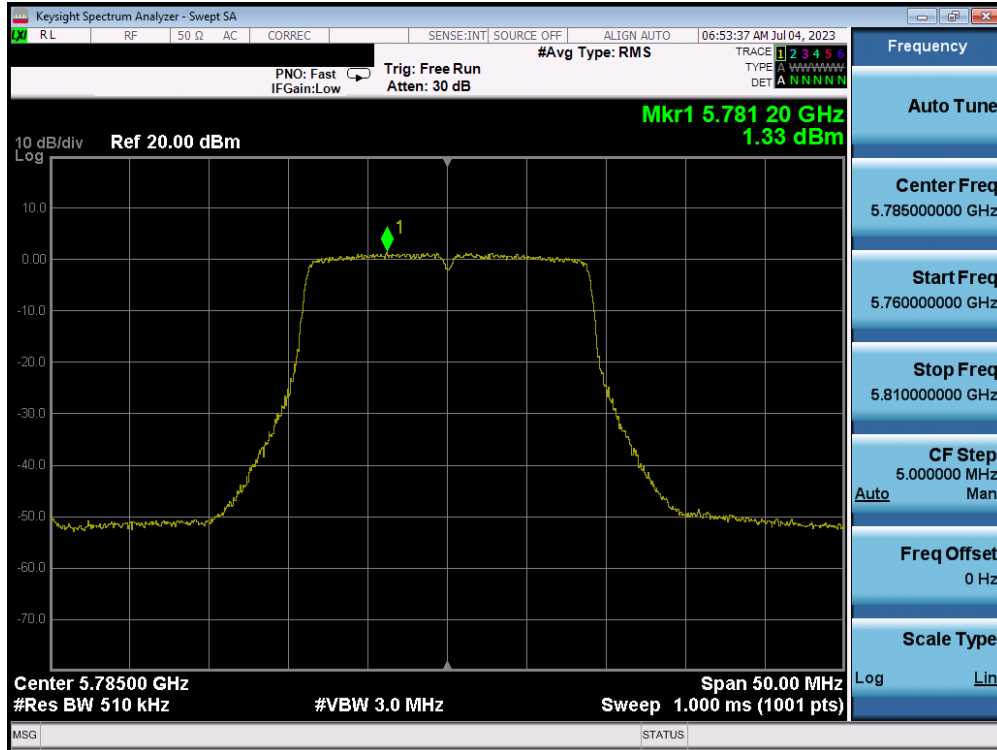 Keysight Spectrum Analyzer - Swept SA
LXI RL RF 50 Ω AC CORREC SENSE:INT SOURCE OFF ALIGN AUTO 06:53:37 AM Jul 04, 2023
#Avg Type: RMS TRACE 1 2 3 4 5 6
PNO: Fast Trig: Free Run TYPE A WWWWW
IFGain:Low Atten: 30 dB DET A N N N N N
Mkr1 5.781 20 GHz
1.33 dBm
10 dB/div Ref 20.00 dBm
Log
10.0
1
0.00
-10.0
-20.0
-30.0
-40.0
-50.0
-60.0
-70.0
Center 5.78500 GHz Span 50.00 MHz
#Res BW 510 kHz #VBW 3.0 MHz Sweep 1.000 ms (1001 pts)
MSG STATUS
Frequency
Auto Tune
Center Freq
5.785000000 GHz
Start Freq
5.760000000 GHz
Stop Freq
5.810000000 GHz
CF Step
5.000000 MHz
Auto Man
Freq Offset
0 Hz
Scale Type
Log Lin